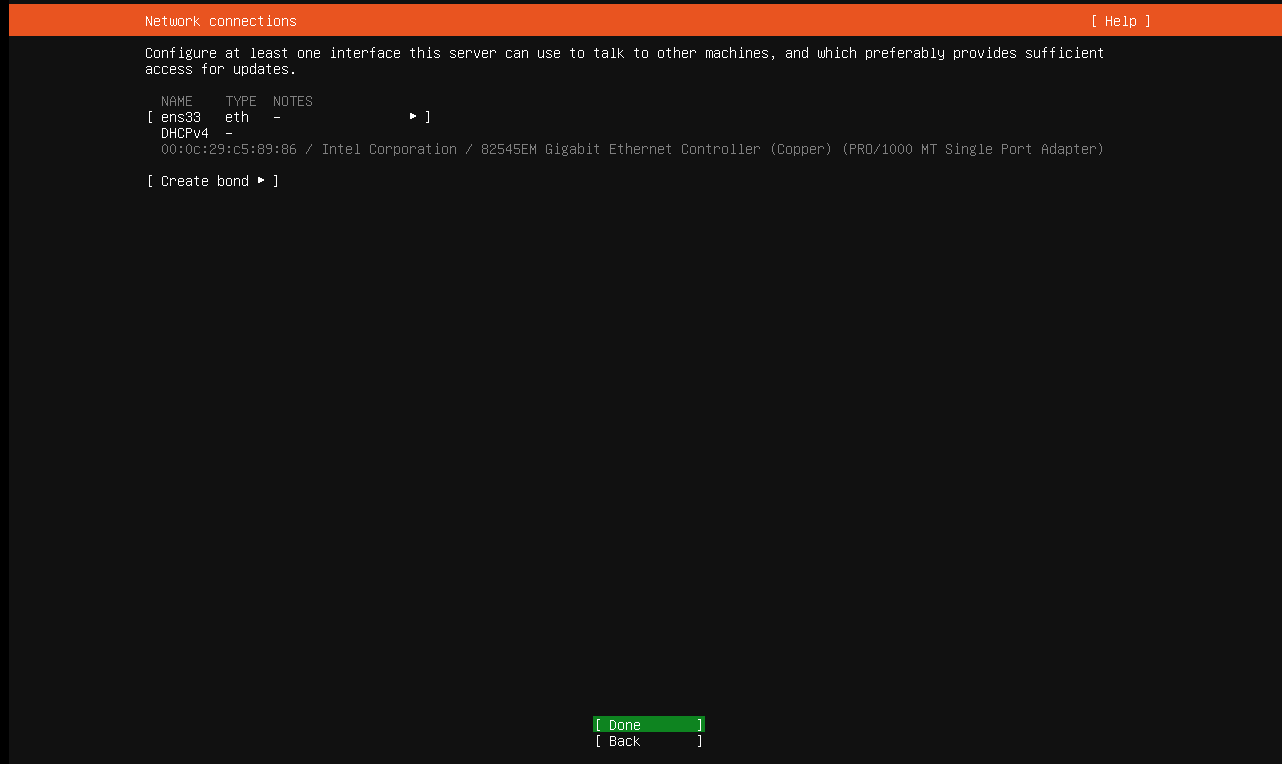 Network connections [ Help ]
Configure at least one interface this server can use to talk to other machines, and which preferably provides sufficient
access for updates.
NAME TYPE NOTES
[ ens33 eth - ▸ ]
DHCPv4 -
00:0c:29:c5:89:86 / Intel Corporation / 82545EM Gigabit Ethernet Controller (Copper) (PRO/1000 MT Single Port Adapter)
[ Create bond ▸ ]
[ Done ]
[ Back ]